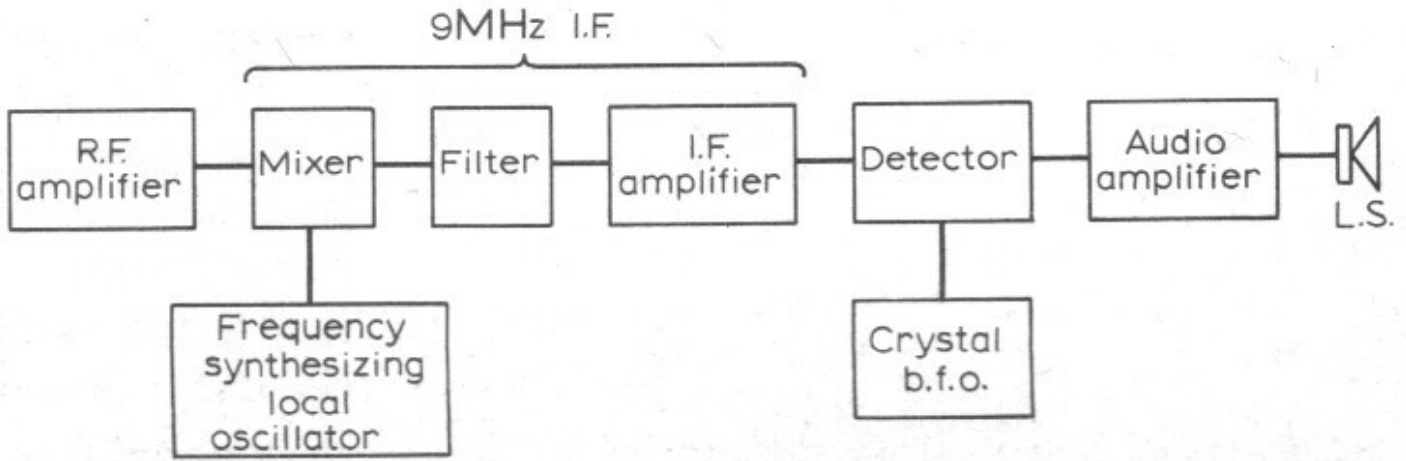 9MHz I.F.
R.F.
amplifier
Mixer
Filter
I.F.
amplifier
Detector
Audio
amplifier
L.S.
Frequency
synthesizing
local
oscillator
Crystal
b.f.o.